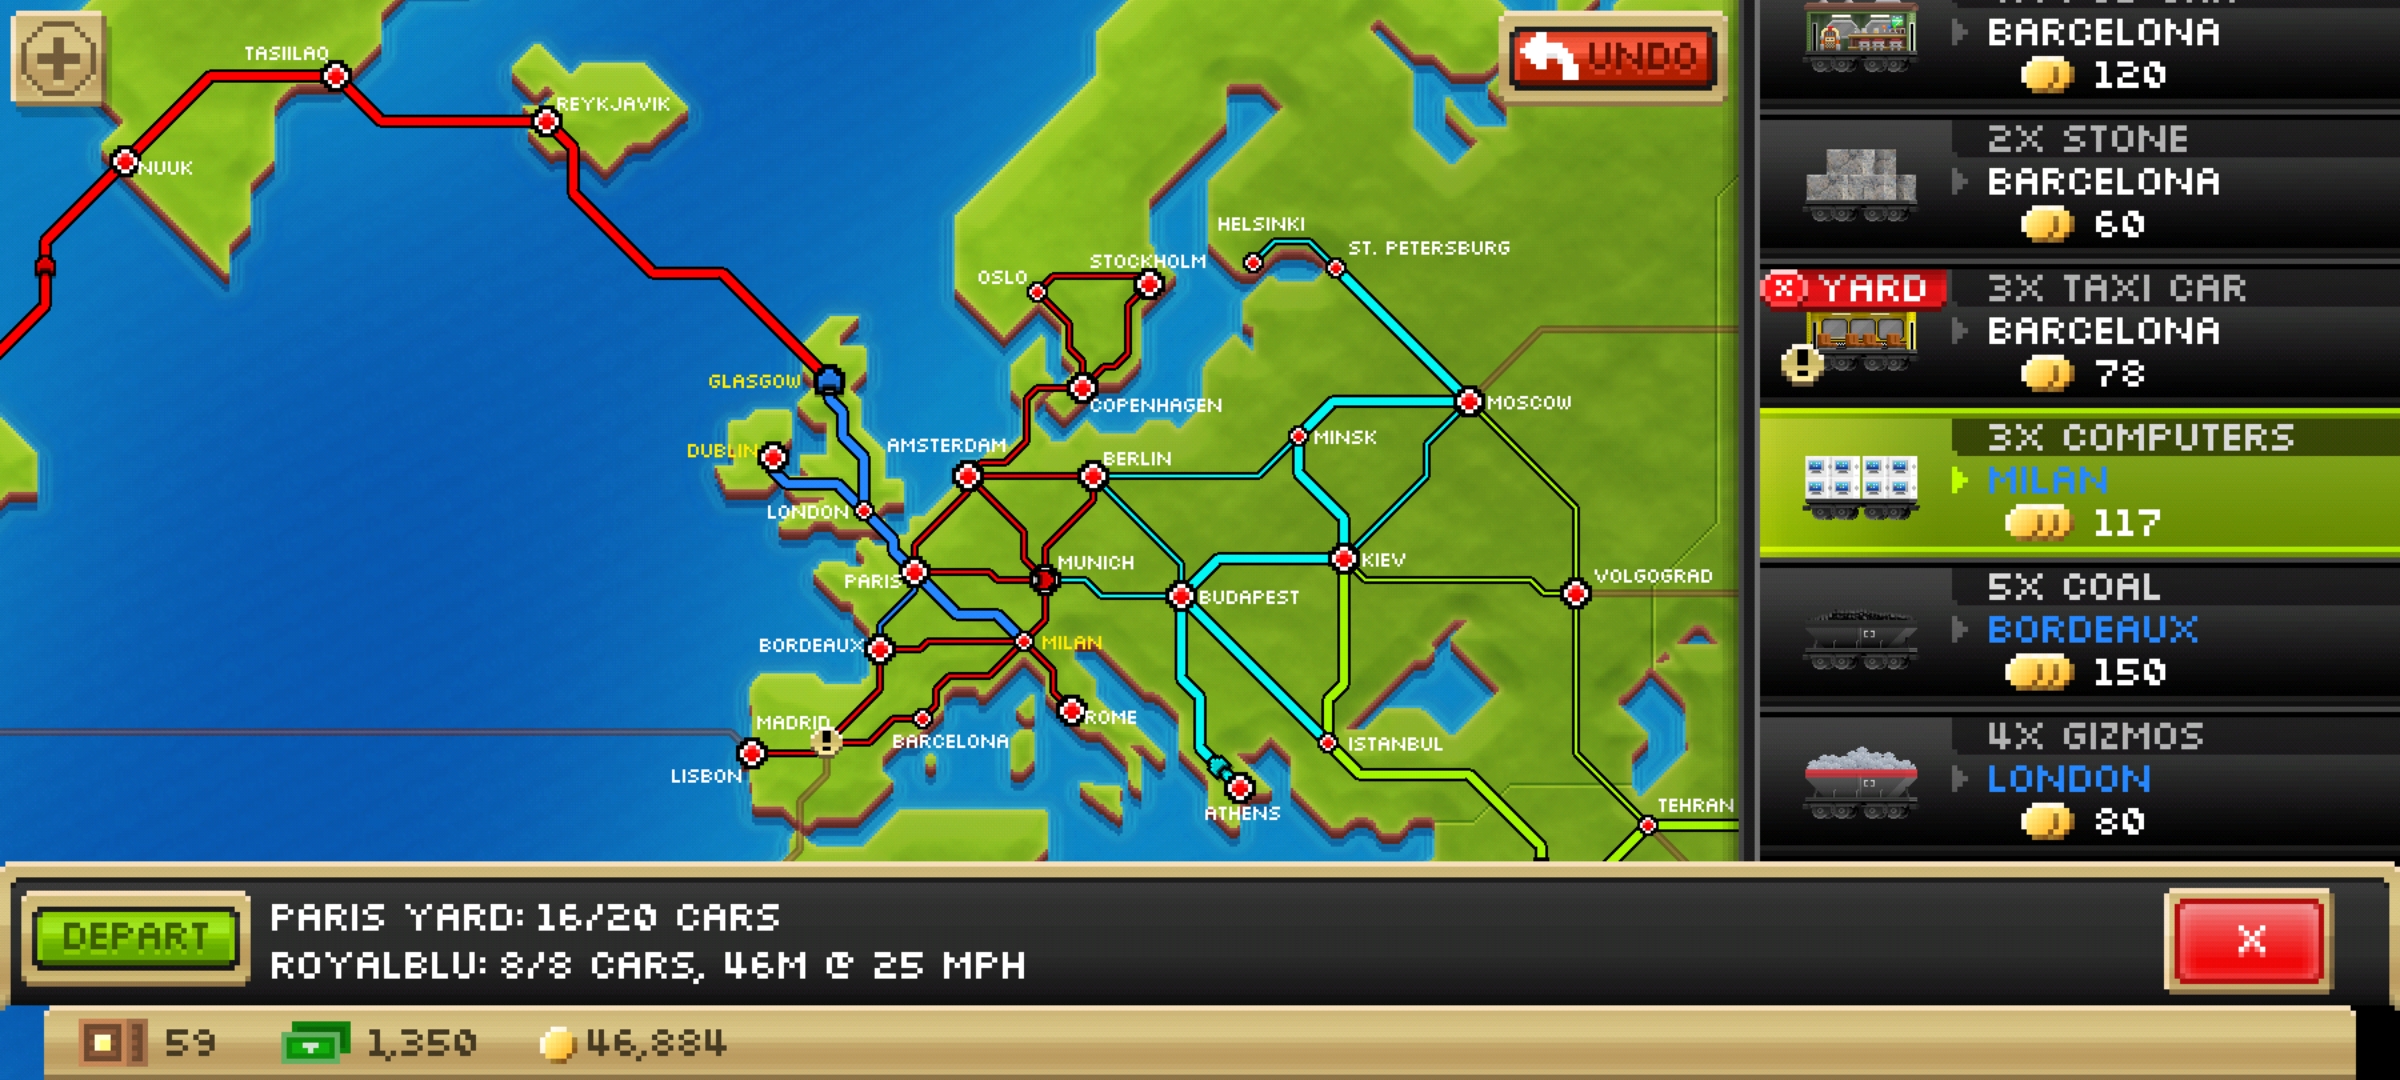 TASIILAQ
REYKJAVIK
NUUK
UNDO
HELSINKI
ST. PETERSBURG
STOCKHOLM
OSLO
GLASGOW
MOSCOW
COPENHAGEN
MINSK
AMSTERDAM
BERLIN
DUBLIN
LONDON
MUNICH
KIEV
PARIS
VOLGOGRAD
BUDAPEST
BORDEAUX
MILAN
MADRID
ROME
BARCELONA
ISTANBUL
LISBON
ATHENS
TEHRAN
BARCELONA
120
2X STONE
BARCELONA
60
YARD
3X TAXI CAR
BARCELONA
78
3X COMPUTERS
MILAN
117
5X COAL
BORDEAUX
150
4X GIZMOS
LONDON
80
DEPART
PARIS YARD: 16/20 CARS
ROYALBLU: 8/8 CARS, 46M @ 25 MPH
X
59
1,350
46,884